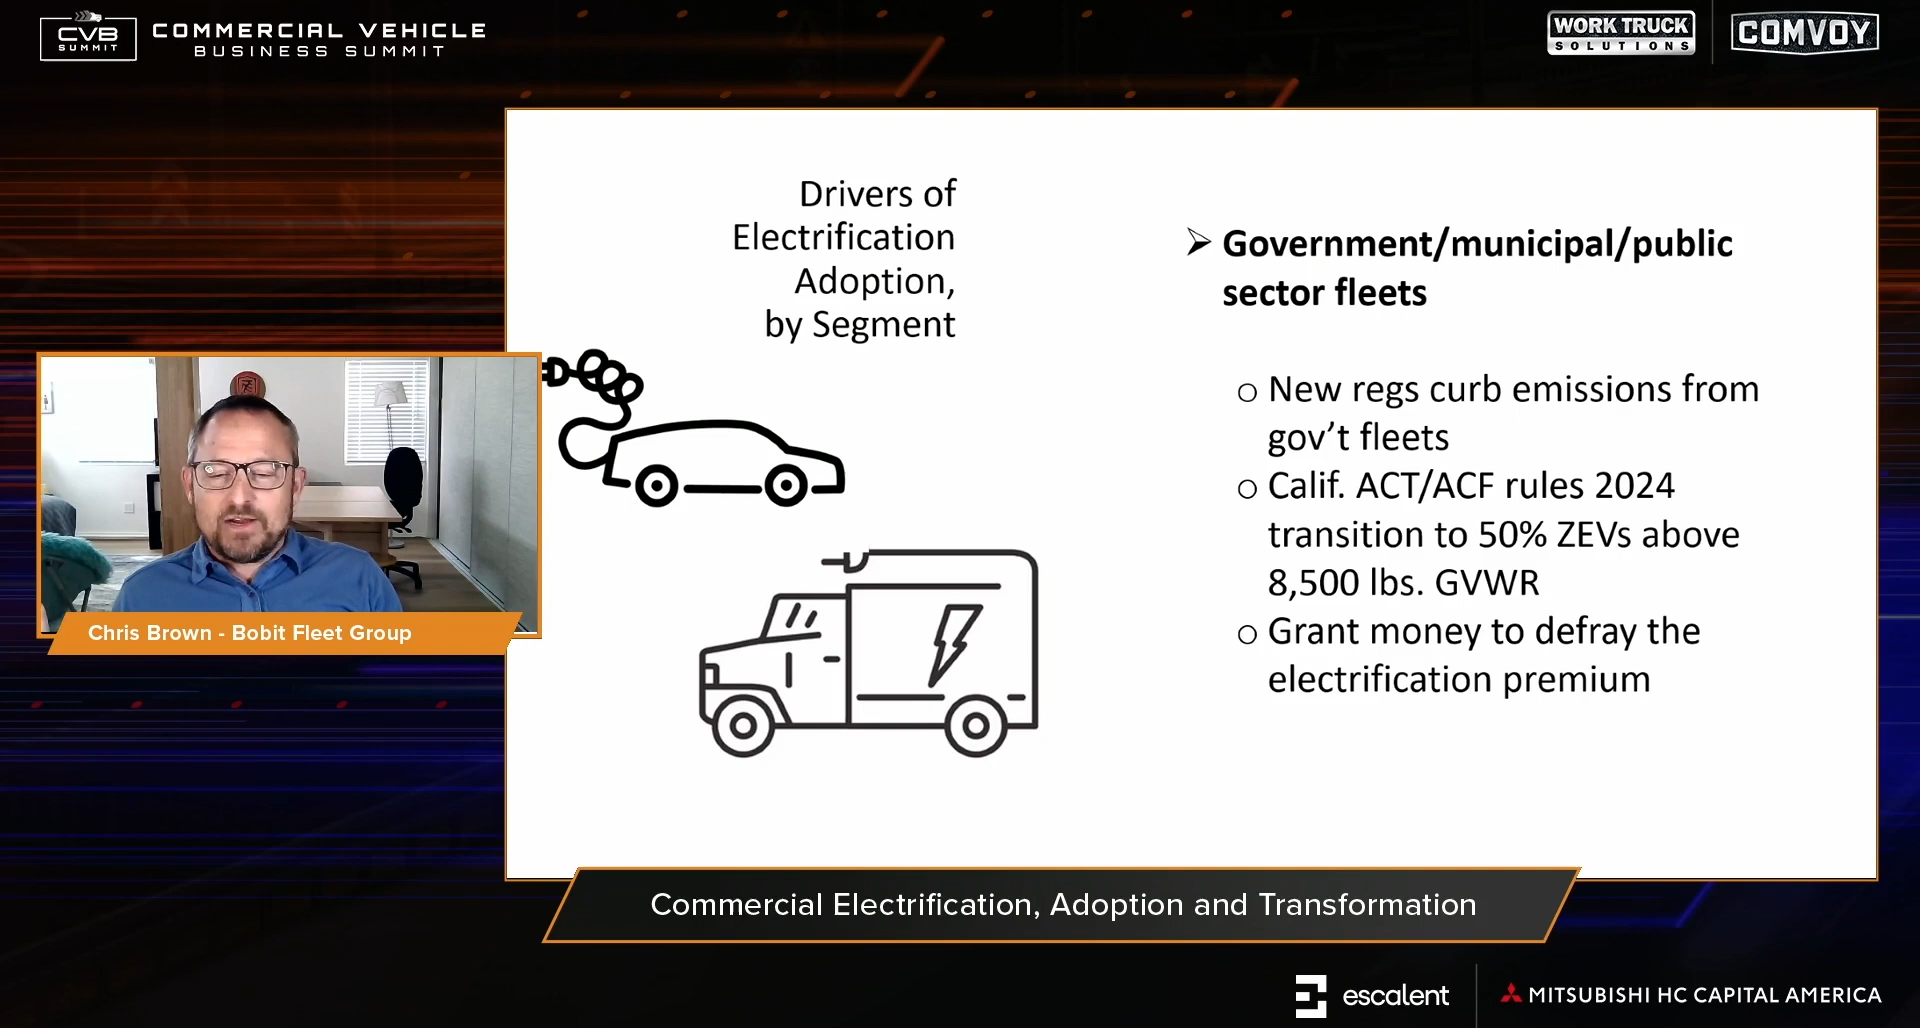 CVB
SUMMIT
COMMERCIAL VEHICLE
BUSINESS SUMMIT
WORK TRUCK
SOLUTIONS
COMVOY
Drivers of
Electrification
Adoption,
by Segment
➢ Government/municipal/public
sector fleets
o New regs curb emissions from
gov’t fleets
o Calif. ACT/ACF rules 2024
transition to 50% ZEVs above
8,500 lbs. GVWR
o Grant money to defray the
electrification premium
Chris Brown - Bobit Fleet Group
Commercial Electrification, Adoption and Transformation
escalent
MITSUBISHI HC CAPITAL AMERICA